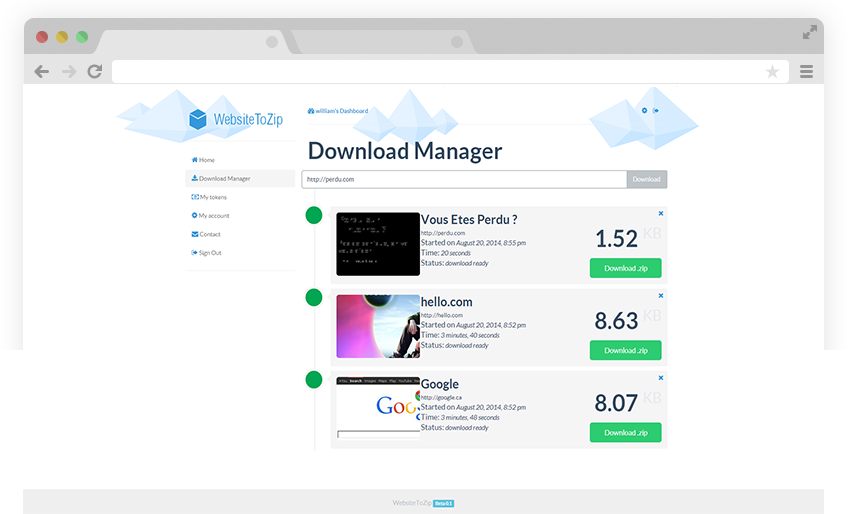 WebsiteToZip
william's Dashboard
Home
Download Manager
My tokens
My account
Contact
Sign Out
Download Manager
http://perdu.com
Download
Vous Etes Perdu ?
http://perdu.com
Started on August 20, 2014, 8:55 pm
Time: 20 seconds
Status: download ready
1.52 KB
Download .zip
hello.com
http://hello.com
Started on August 20, 2014, 8:52 pm
Time: 3 minutes, 40 seconds
Status: download ready
8.63 KB
Download .zip
Google
http://google.ca
Started on August 20, 2014, 8:52 pm
Time: 3 minutes, 48 seconds
Status: download ready
8.07 KB
Download .zip
WebsiteToZip Beta 0.1